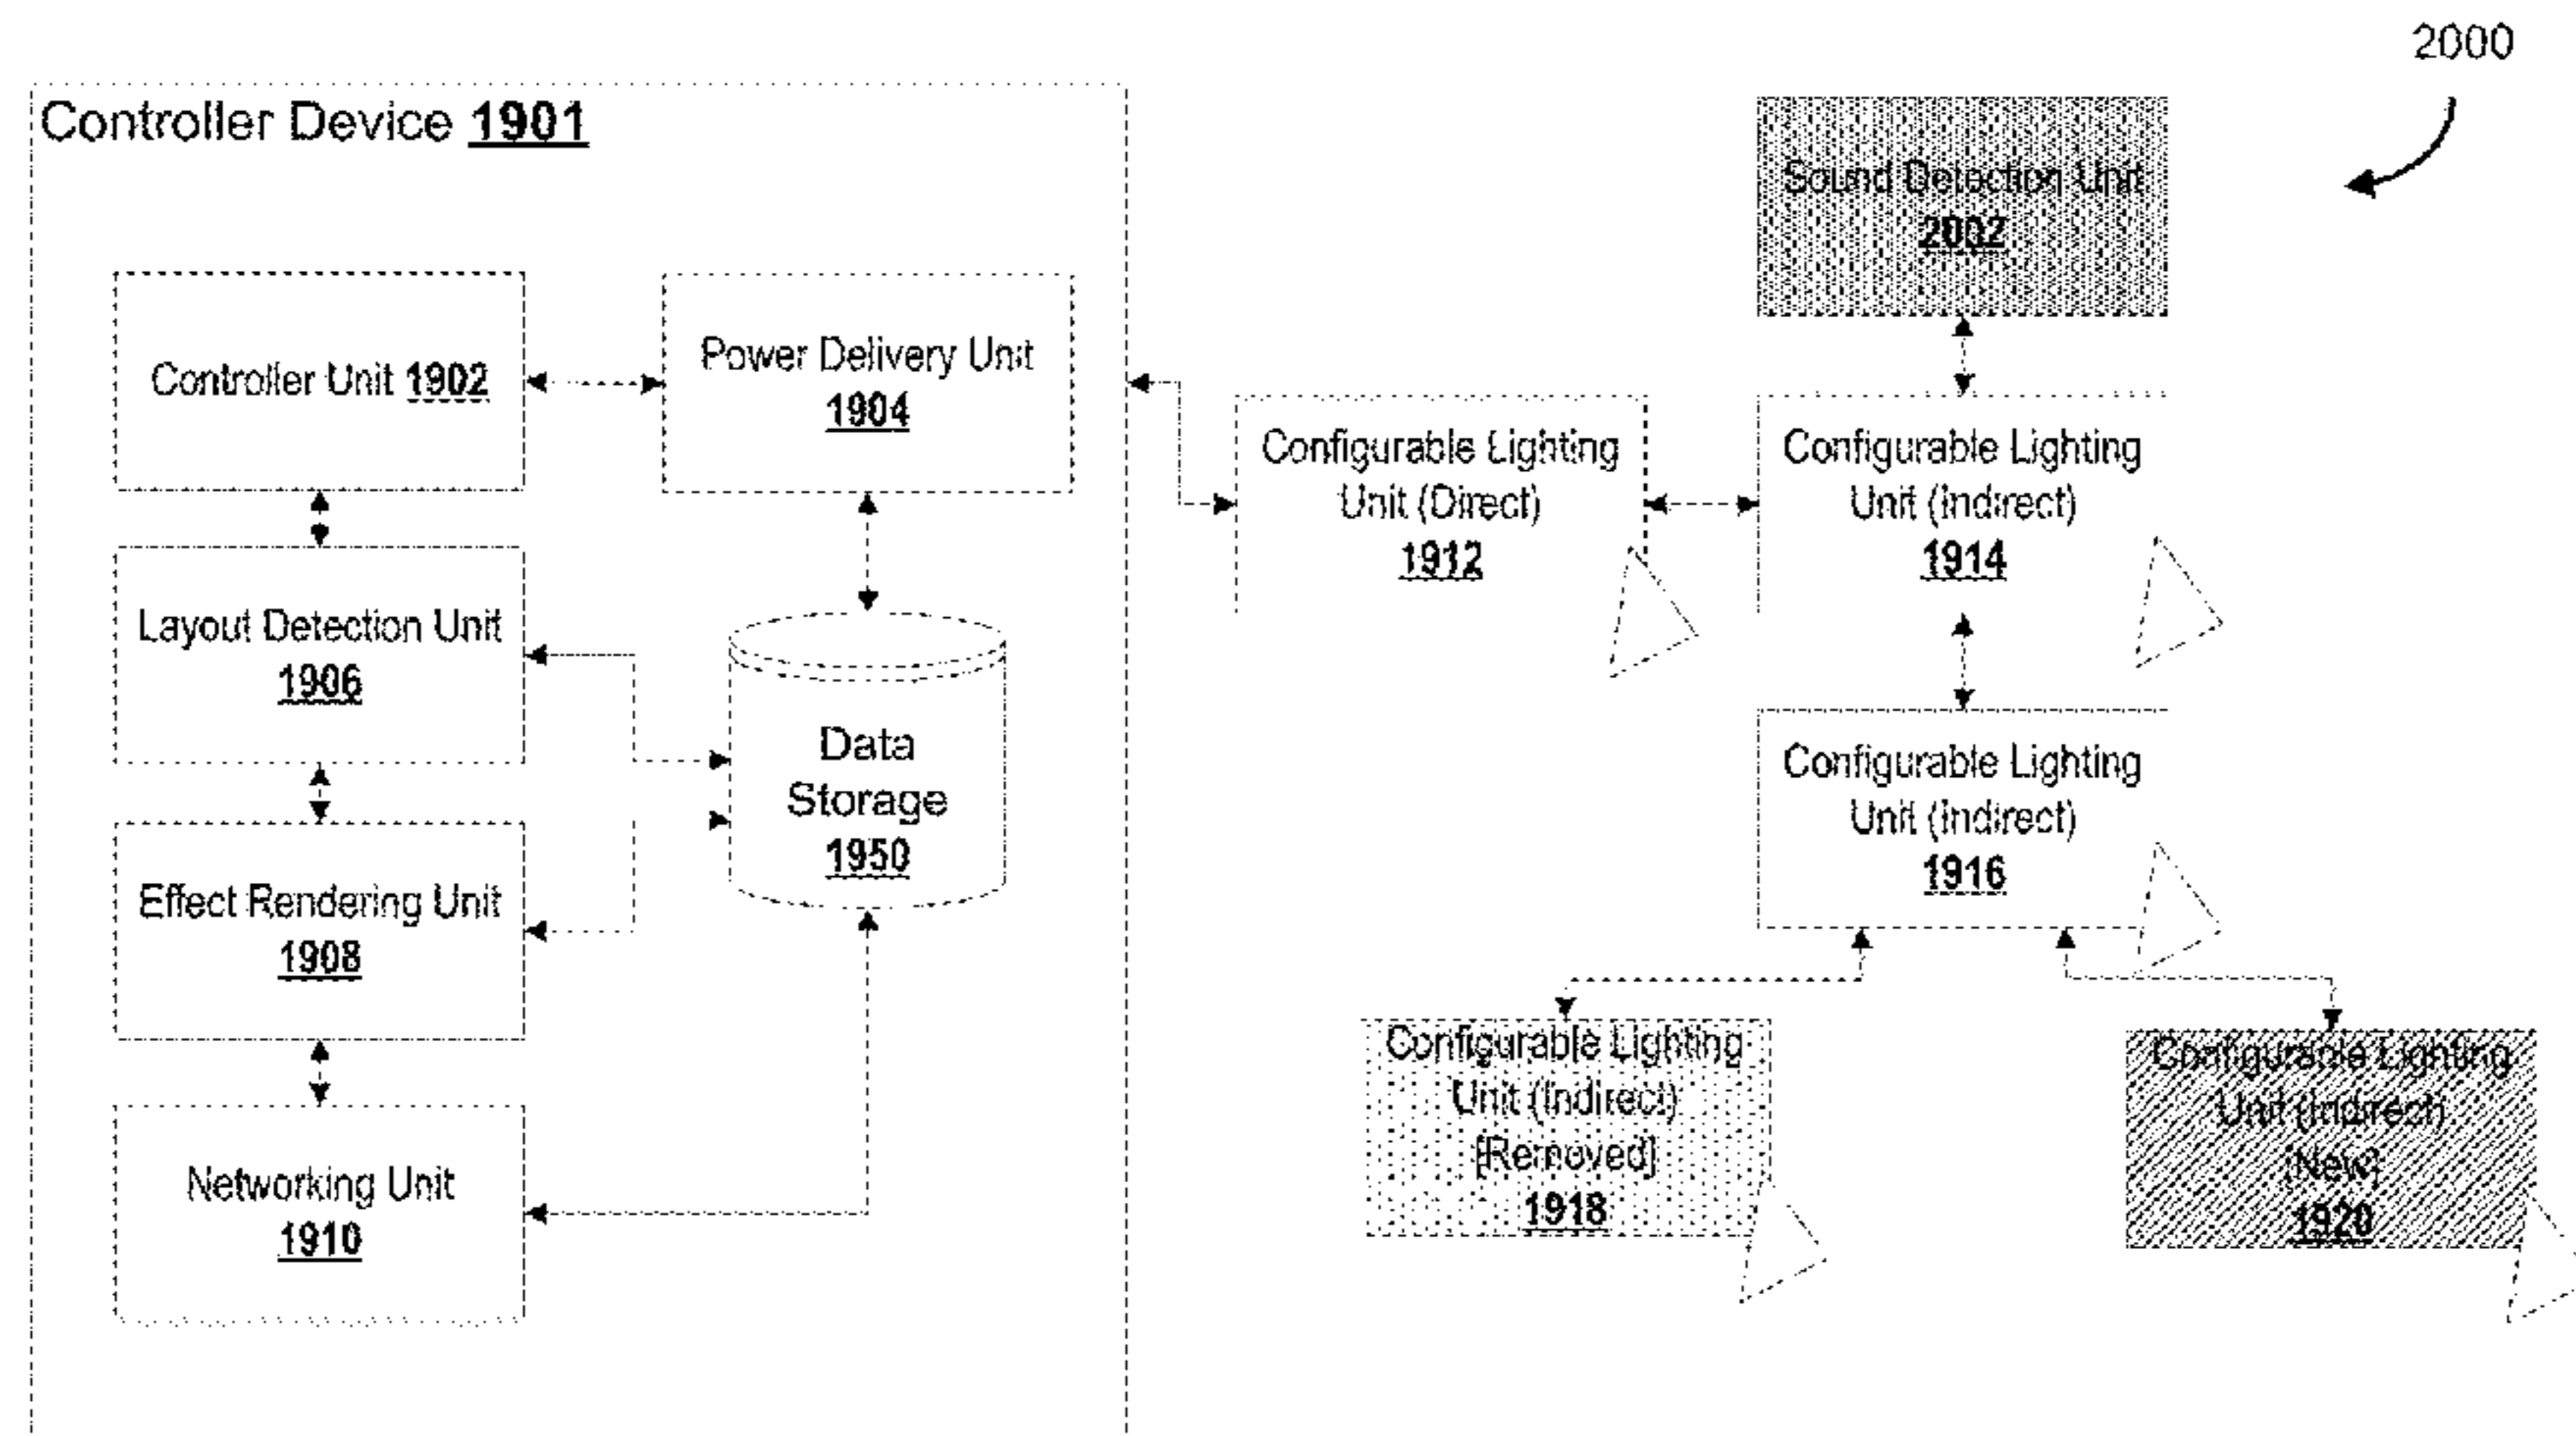 2000
Controller Device 1901
Sound Detection Unit
2002
Controller Unit 1902
Power Delivery Unit
1904
Configurable Lighting
Unit (Direct)
1912
Configurable Lighting
Unit (Indirect)
1914
Layout Detection Unit
1906
Data
Storage
1950
Configurable Lighting
Unit (Indirect)
1916
Effect Rendering Unit
1908
Configurable Lighting
Unit (Indirect)
[Removed]
1918
Configurable Lighting
Unit (Indirect)
[New]
1920
Networking Unit
1910